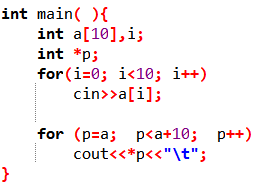 int main( ){
    int a[10],i;
    int *p;
    for(i=0; i<10; i++)
        cin>>a[i];

    for (p=a;  p<a+10;  p++)
        cout<<*p<<"\t";
}